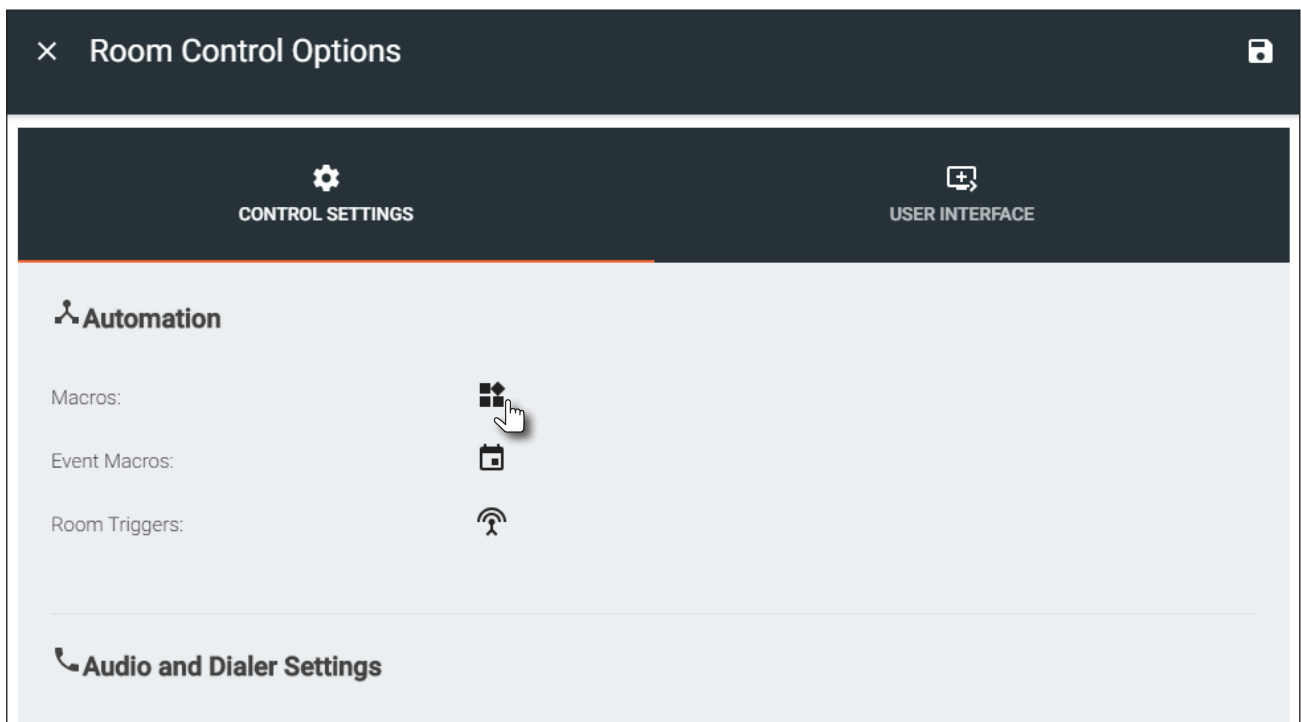 Room Control Options
CONTROL SETTINGS
USER INTERFACE
Automation
Macros:
Event Macros:
Room Triggers:
Audio and Dialer Settings